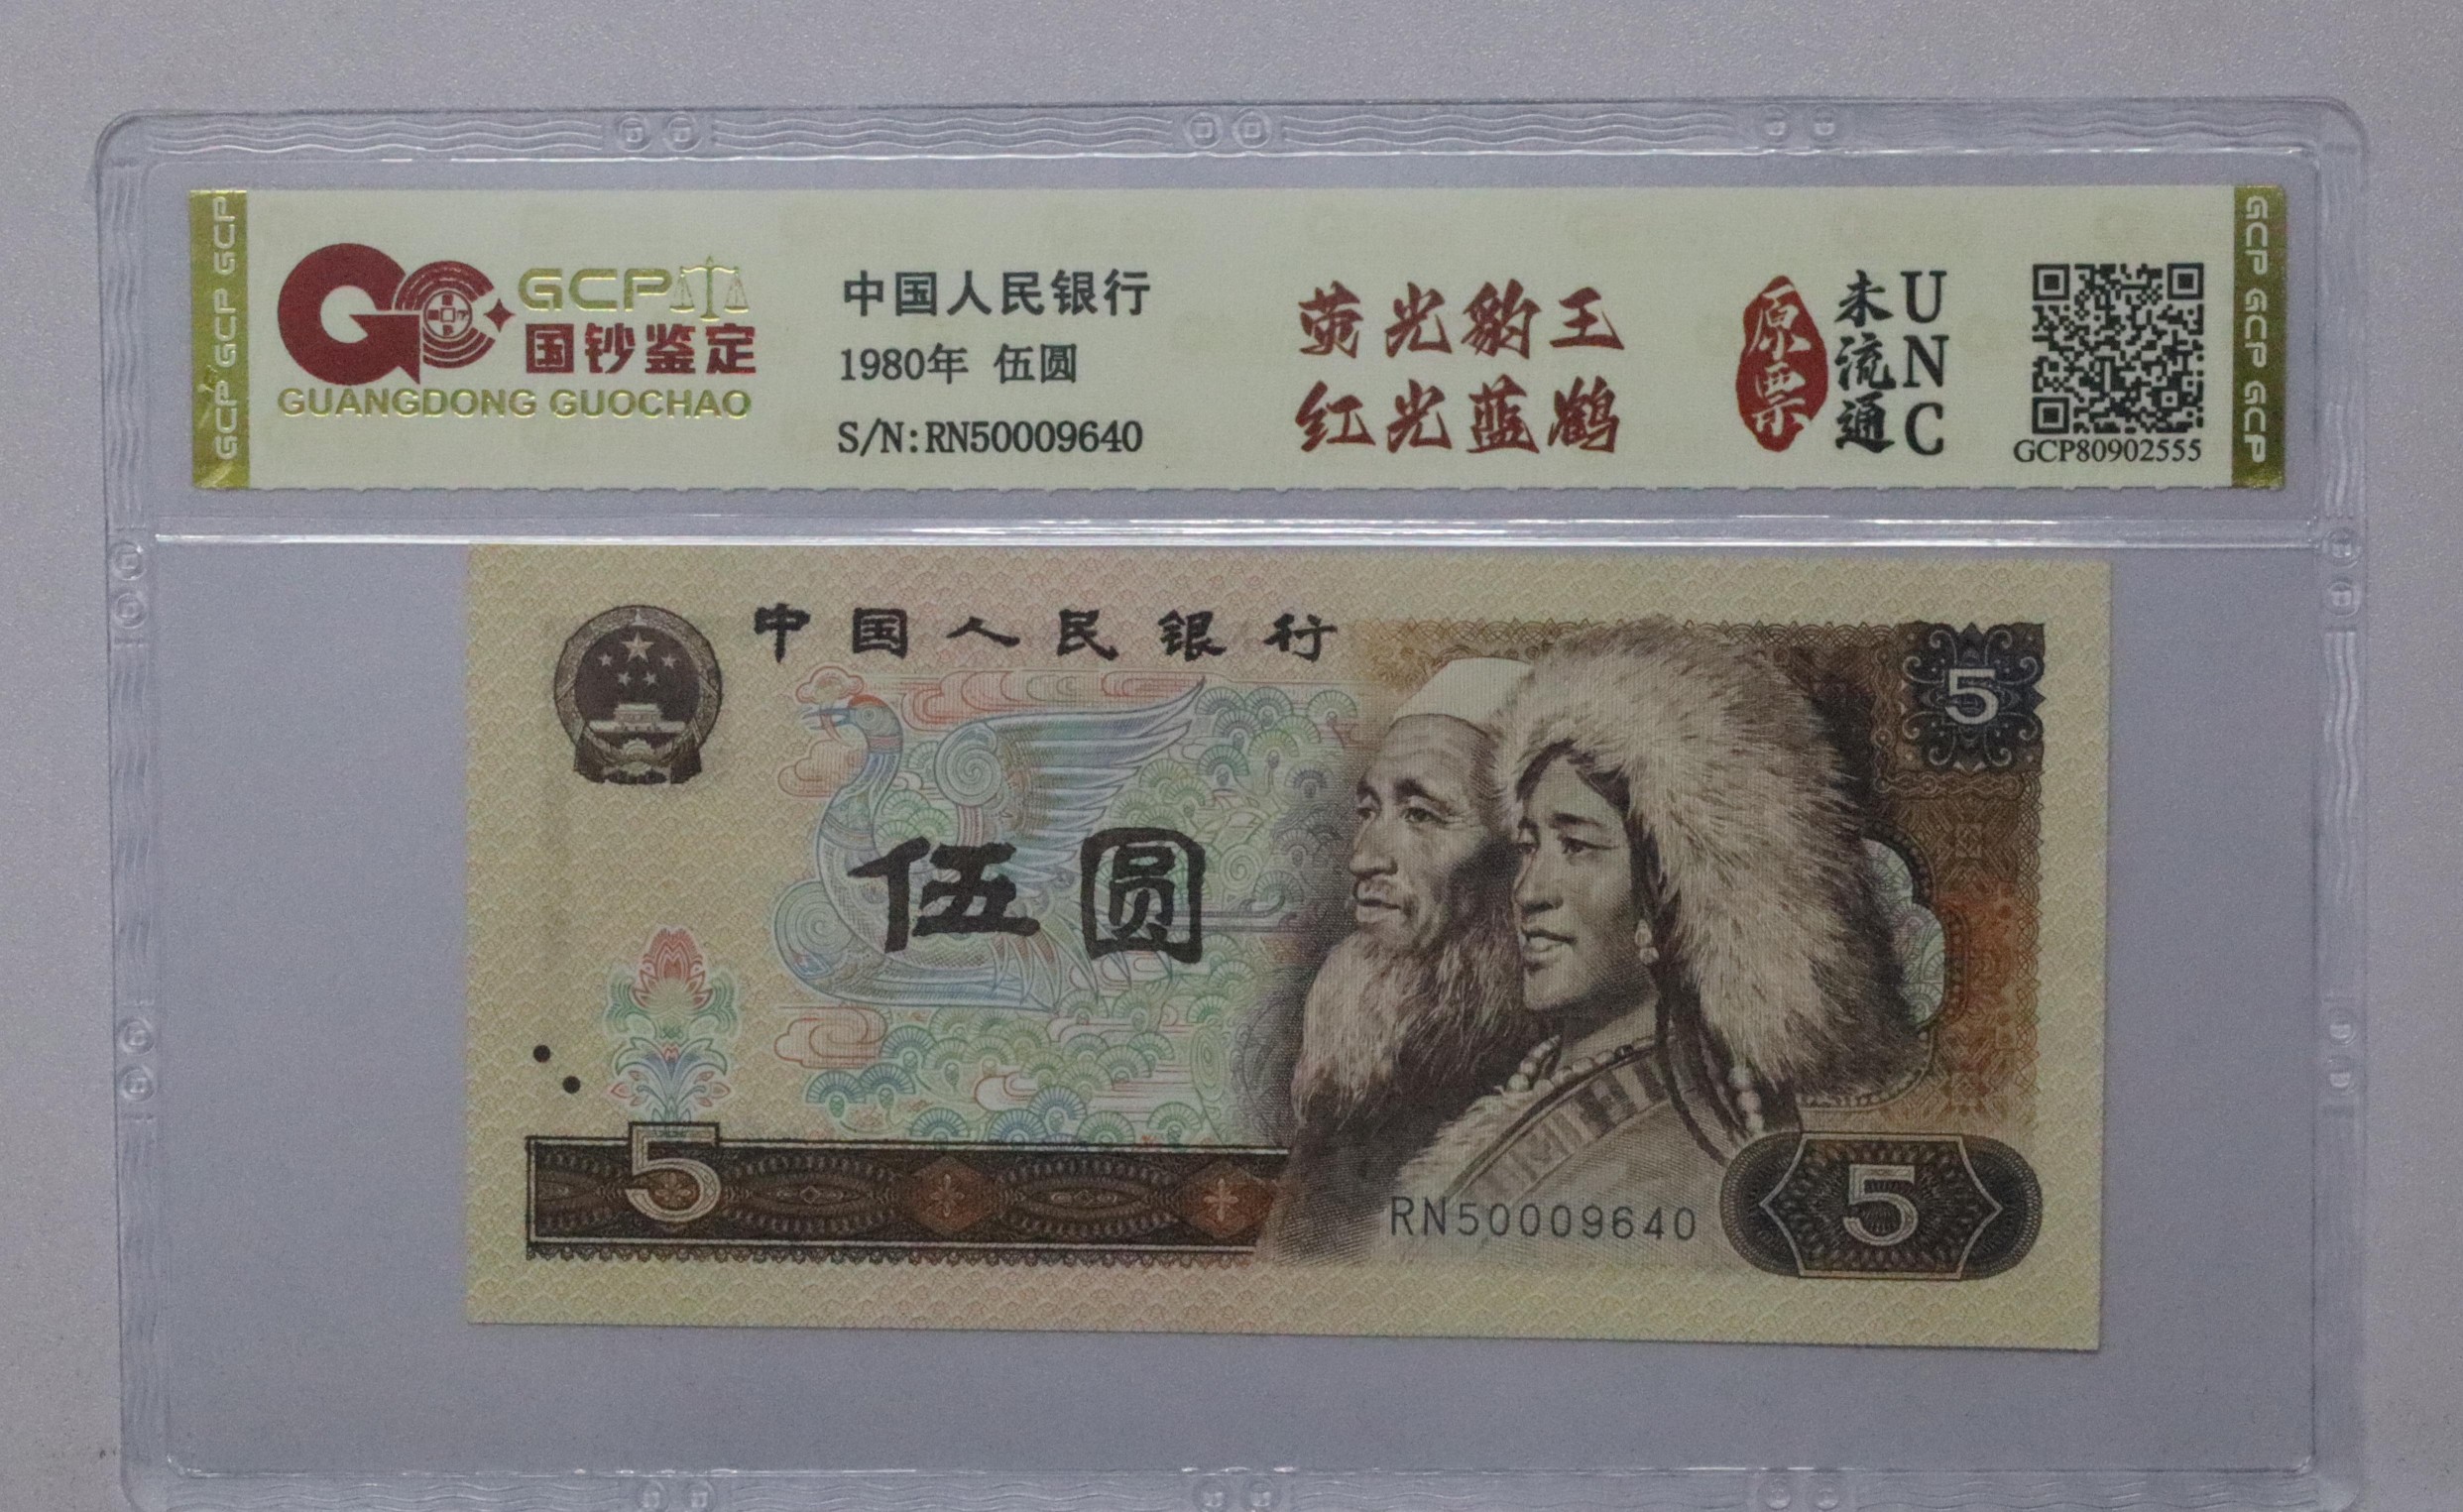 GCP GCP GCP
GCP
国钞鉴定
GUANGDONG GUOCHAO
中国人民银行
1980年 伍圆
S/N:RN50009640
荧光豹王
红光蓝鹤
原票
未流通
UNC
GCP80902555
GCP GCP GCP
中国人民银行
5
伍圆
5
RN50009640
5